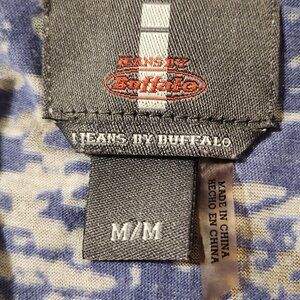 JEANS BY
Buffalo
JEANS BY BUFFALO
M/M
MADE IN CHINA
HECHO EN CHINA